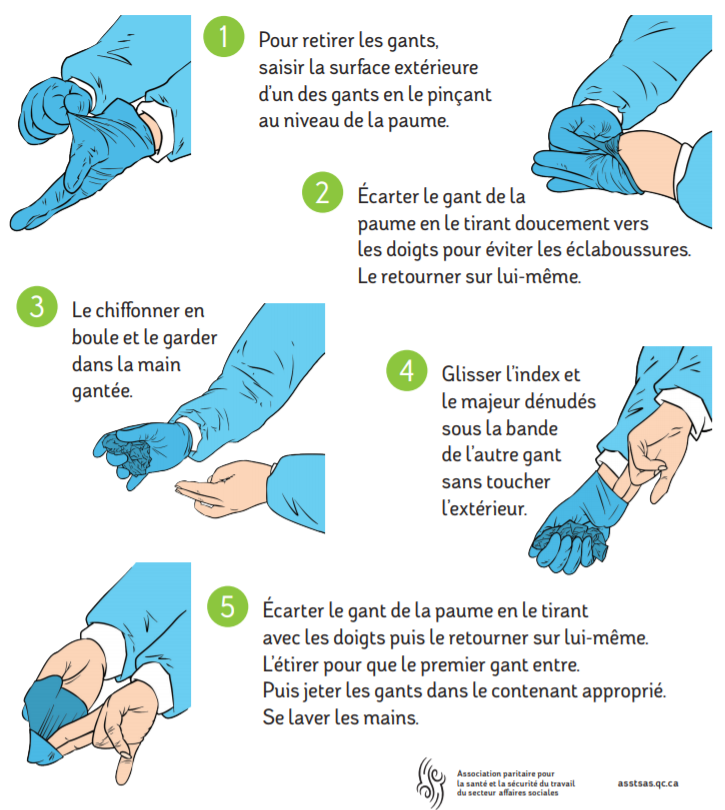 1
Pour retirer les gants,
saisir la surface extérieure
d'un des gants en le pinçant
au niveau de la paume.
2
Écarter le gant de la
paume en le tirant doucement vers
les doigts pour éviter les éclaboussures.
Le retourner sur lui-même.
3
Le chiffonner en
boule et le garder
dans la main
gantée.
4
Glisser l'index et
le majeur dénudés
sous la bande
de l'autre gant
sans toucher
l'extérieur.
5
Écarter le gant de la paume en le tirant
avec les doigts puis le retourner sur lui-même.
L'étirer pour que le premier gant entre.
Puis jeter les gants dans le contenant approprié.
Se laver les mains.
Association paritaire pour
la santé et la sécurité du travail
du secteur affaires sociales
asstsas.qc.ca